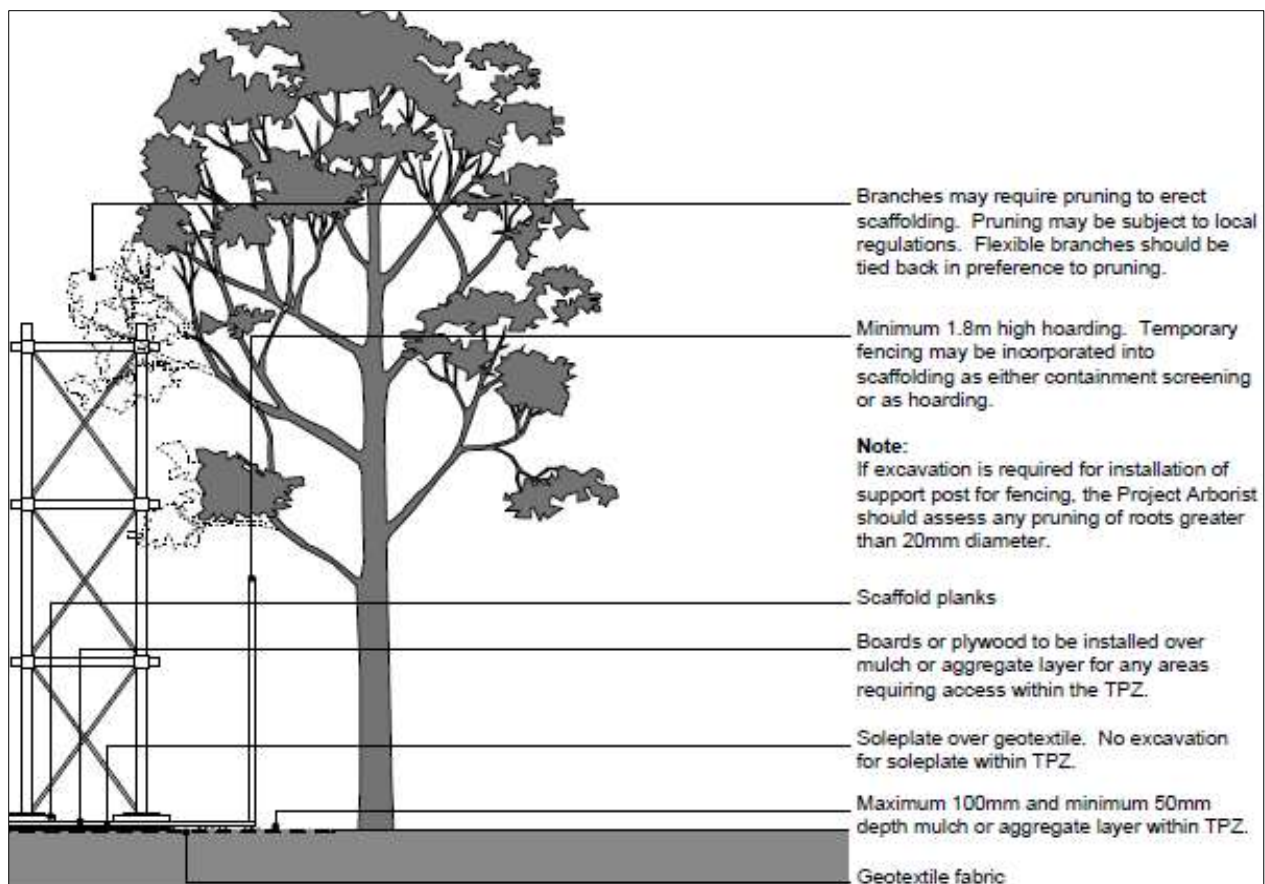 Branches may require pruning to erect
scaffolding. Pruning may be subject to local
regulations. Flexible branches should be
tied back in preference to pruning.
Minimum 1.8m high hoarding. Temporary
fencing may be incorporated into
scaffolding as either containment screening
or as hoarding.
Note:
If excavation is required for installation of
support post for fencing, the Project Arborist
should assess any pruning of roots greater
than 20mm diameter.
Scaffold planks
Boards or plywood to be installed over
mulch or aggregate layer for any areas
requiring access within the TPZ.
Soleplate over geotextile. No excavation
for soleplate within TPZ.
Maximum 100mm and minimum 50mm
depth mulch or aggregate layer within TPZ.
Geotextile fabric